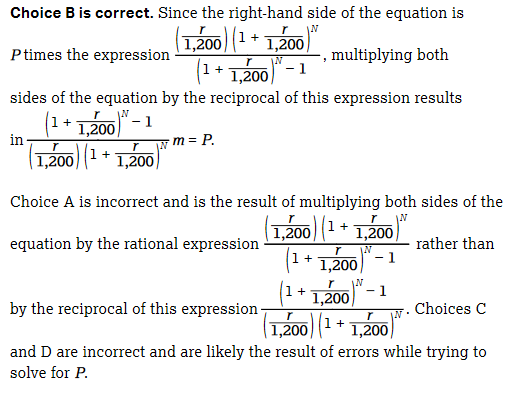 Choice B is correct. Since the right-hand side of the equation is
P times the expression \frac{\left(\frac{r}{1,200}\right)\left(1 + \frac{r}{1,200}\right)^N}{\left(1 + \frac{r}{1,200}\right)^N - 1}, multiplying both
sides of the equation by the reciprocal of this expression results
in \frac{\left(1 + \frac{r}{1,200}\right)^N - 1}{\left(\frac{r}{1,200}\right)\left(1 + \frac{r}{1,200}\right)^N} m = P.
Choice A is incorrect and is the result of multiplying both sides of the
equation by the rational expression \frac{\left(\frac{r}{1,200}\right)\left(1 + \frac{r}{1,200}\right)^N}{\left(1 + \frac{r}{1,200}\right)^N - 1} rather than
by the reciprocal of this expression \frac{\left(1 + \frac{r}{1,200}\right)^N - 1}{\left(\frac{r}{1,200}\right)\left(1 + \frac{r}{1,200}\right)^N}. Choices C
and D are incorrect and are likely the result of errors while trying to
solve for P.